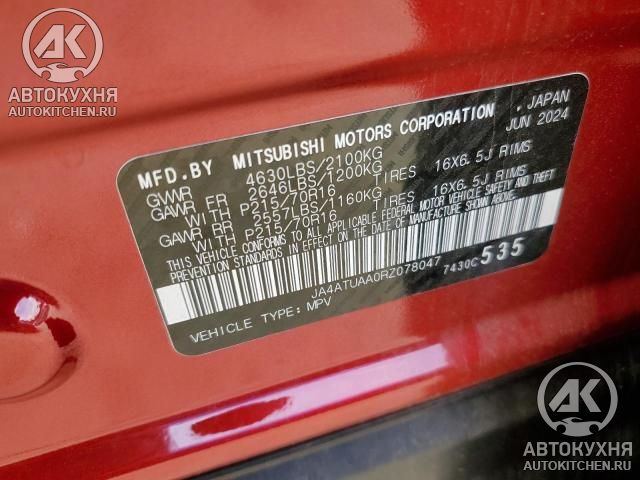 AK
АВТОКУХНЯ
AUTOKITCHEN.RU
MFD.BY MITSUBISHI MOTORS CORPORATION , JAPAN
JUN 2024
GVWR 4630LBS/2100KG
GAWR FR 2646LBS/1200KG
WITH P215/70R16 TIRES 16X6.5J RIMS
GAWR RR 2557LBS/1160KG
WITH P215/70R16 TIRES 16X6.5J RIMS
THIS VEHICLE CONFORMS TO ALL APPLICABLE FEDERAL MOTOR VEHICLE SAFETY AND THEFT
PREVENTION STANDARDS IN EFFECT ON THE DATE OF MANUFACTURE SHOWN ABOVE.
7430C 535
JA4ATUAA0RZ078047
VEHICLE TYPE: MPV
AK
АВТОКУХНЯ
AUTOKITCHEN.RU